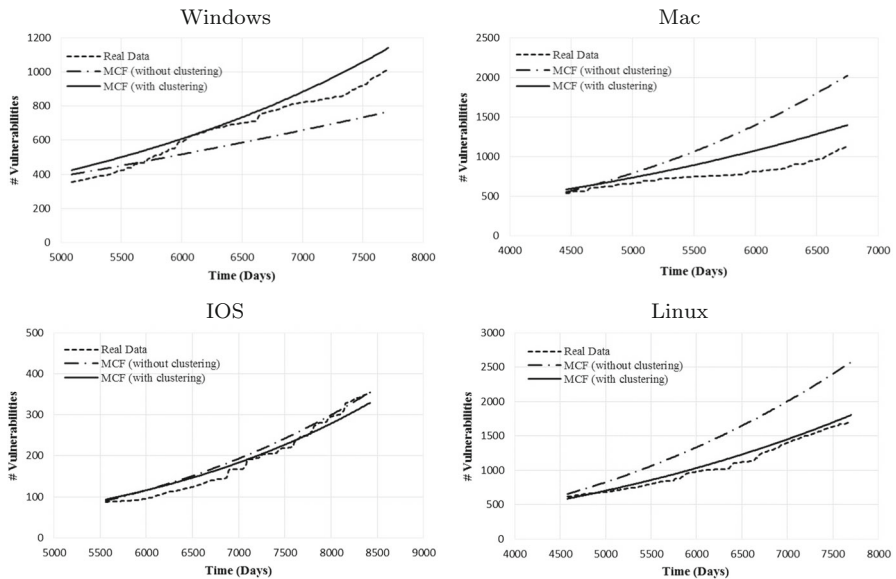 Windows
1200
1000
800
600
400
200
0
5000 5500 6000 6500 7000 7500 8000
# Vulnerabilities
Time (Days)
Real Data
MCF (without clustering)
MCF (with clustering)
Mac
2500
2000
1500
1000
500
0
4000 4500 5000 5500 6000 6500 7000
# Vulnerabilities
Time (Days)
Real Data
MCF (without clustering)
MCF (with clustering)
IOS
500
400
300
200
100
0
5000 5500 6000 6500 7000 7500 8000 8500 9000
# Vulnerabilities
Time (Days)
Real Data
MCF (without clustering)
MCF (with clustering)
Linux
3000
2500
2000
1500
1000
500
0
4000 4500 5000 5500 6000 6500 7000 7500 8000
# Vulnerabilities
Time (Days)
Real Data
MCF (without clustering)
MCF (with clustering)